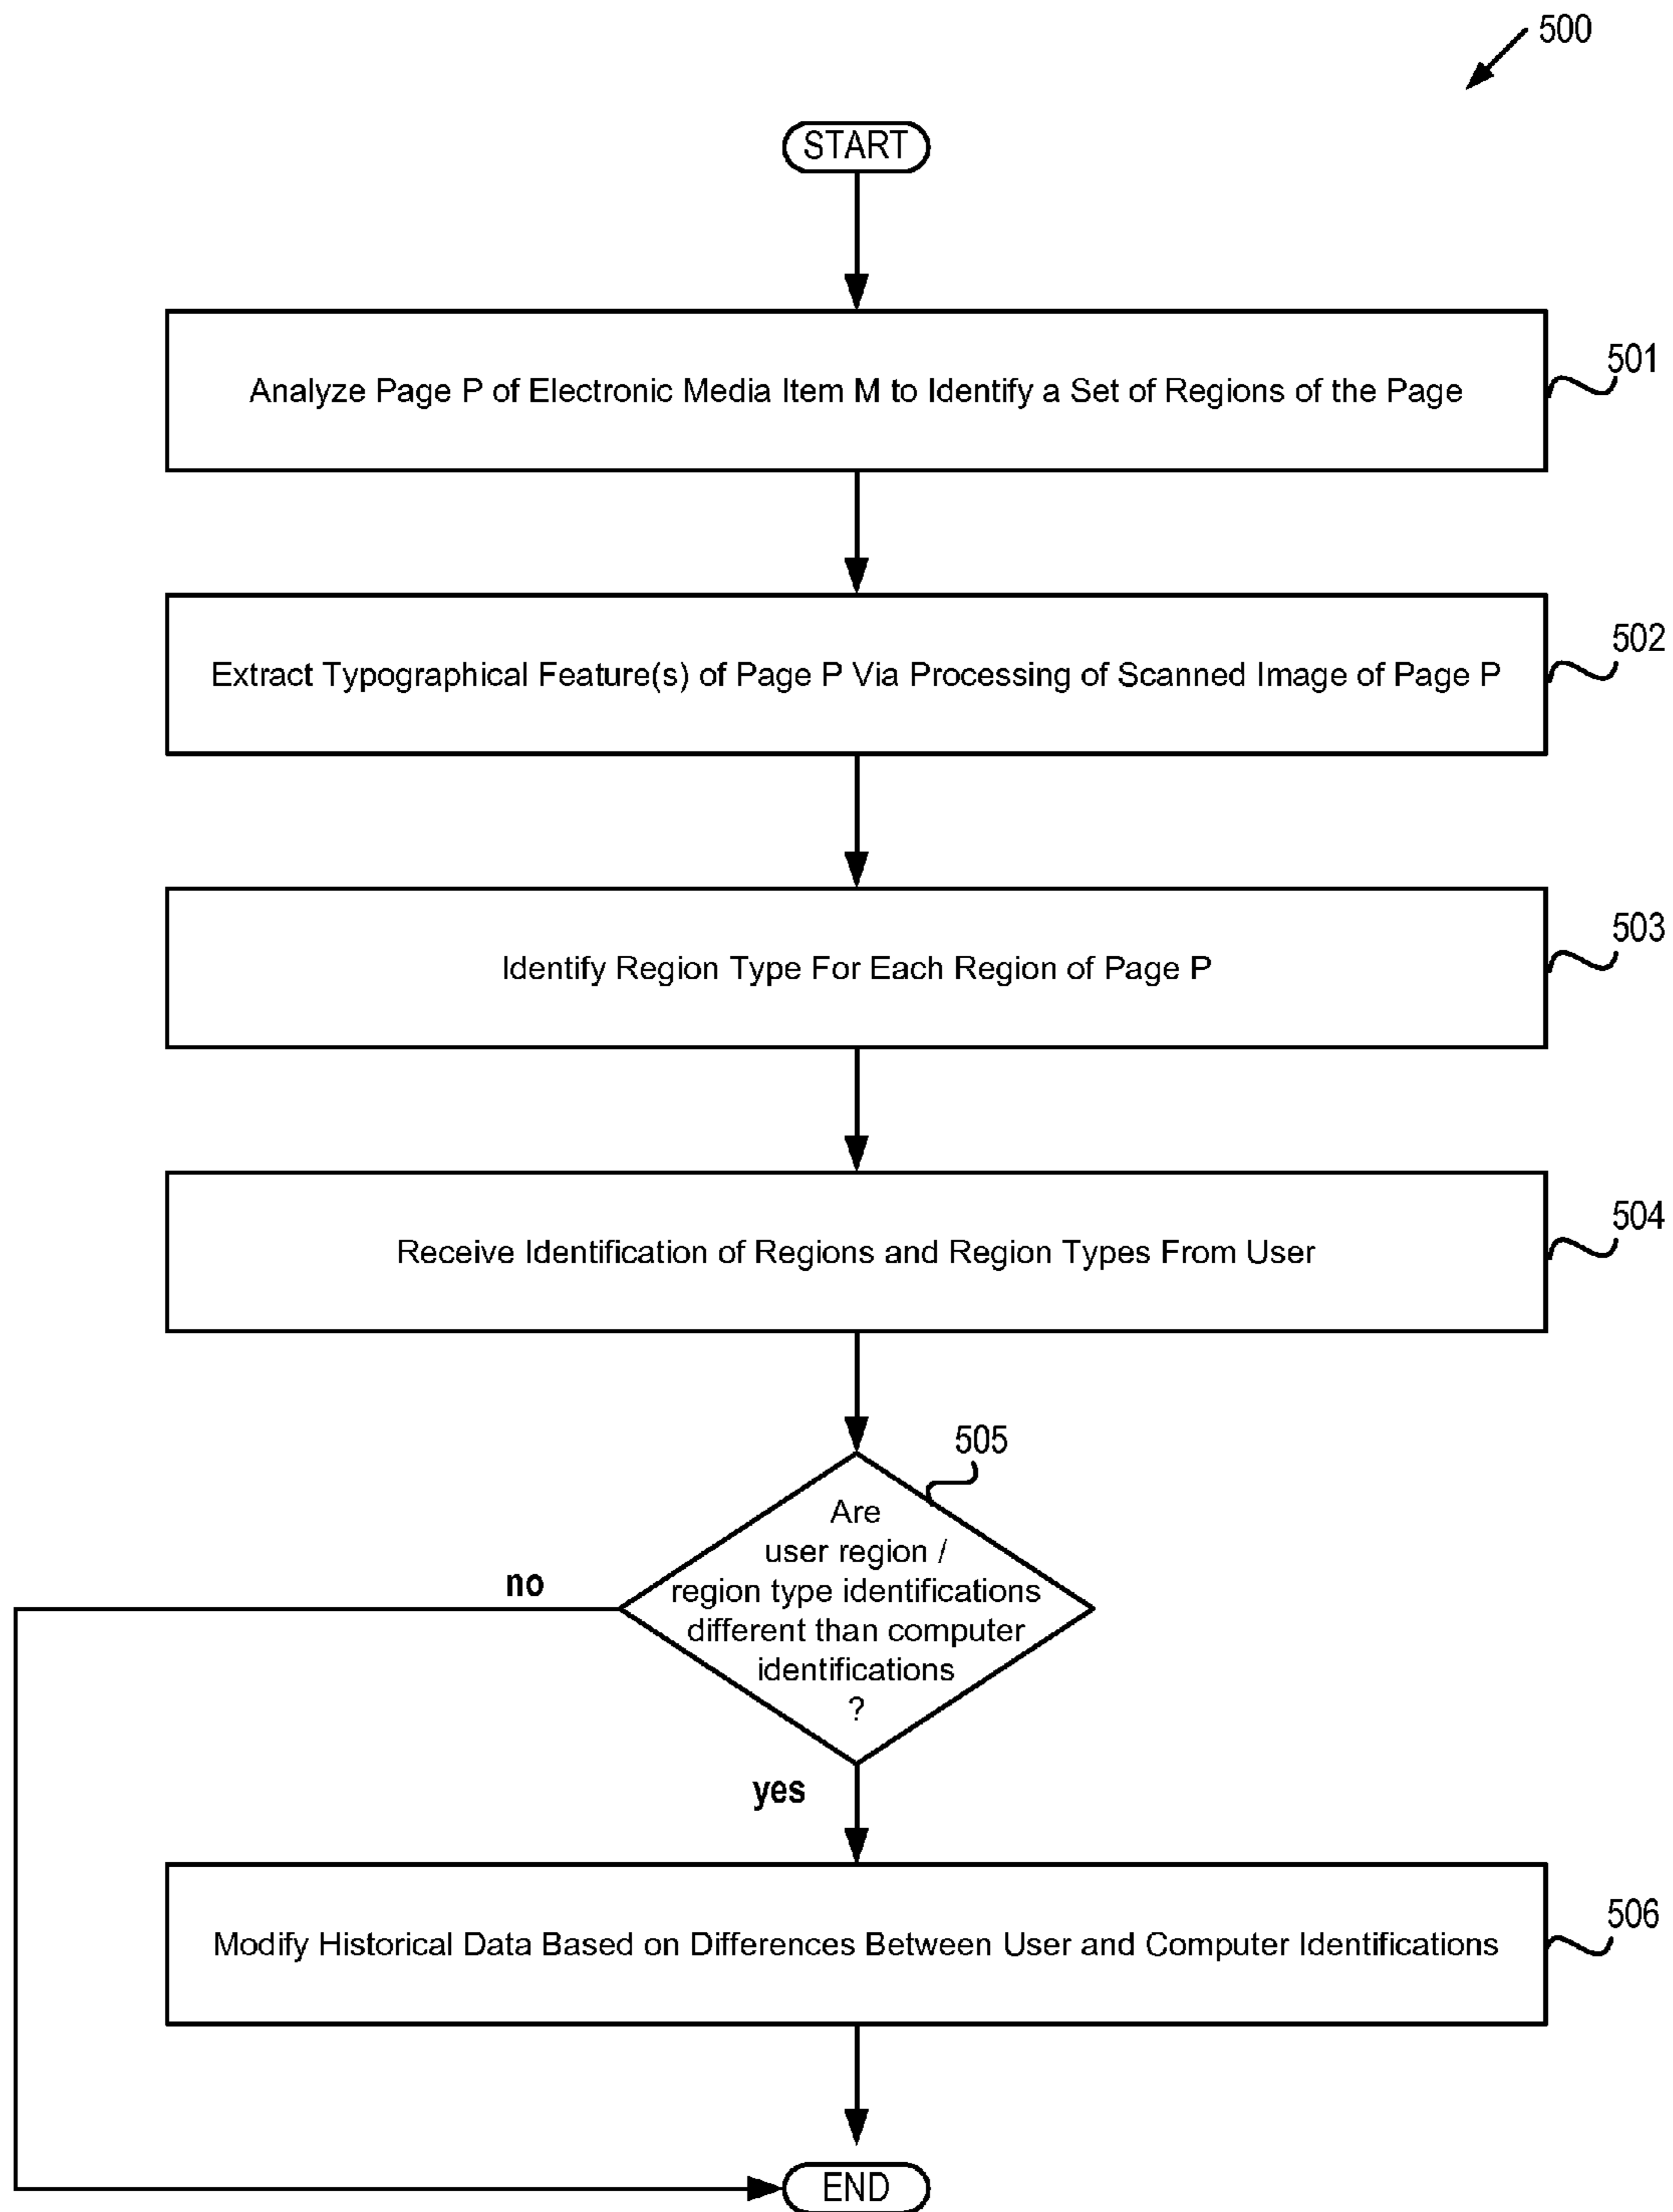 500
START
Analyze Page P of Electronic Media Item M to Identify a Set of Regions of the Page
501
Extract Typographical Feature(s) of Page P Via Processing of Scanned Image of Page P
502
Identify Region Type For Each Region of Page P
503
Receive Identification of Regions and Region Types From User
504
505
Are
user region /
region type identifications
different than computer
identifications
?
no
yes
Modify Historical Data Based on Differences Between User and Computer Identifications
506
END